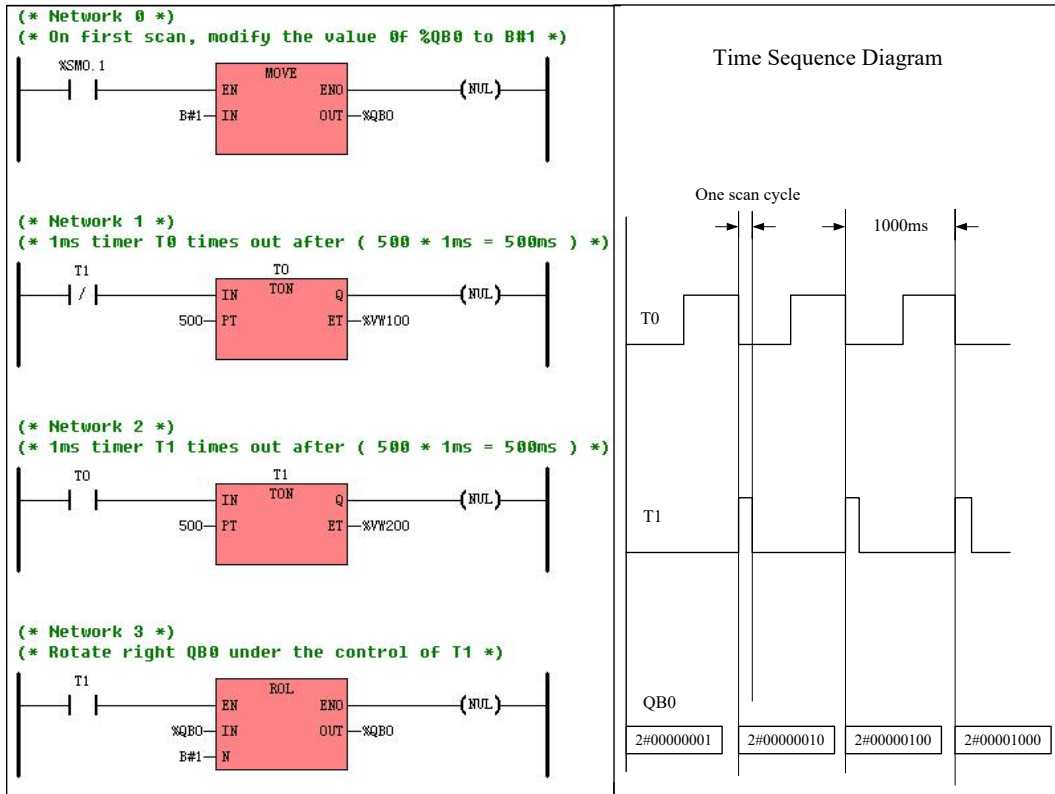 (* Network 0 *)
(* On first scan, modify the value 0f %QB0 to B#1 *)
%SM0.1
MOVE
EN ENO (NUL)
B#1 IN OUT %QB0
(* Network 1 *)
(* 1ms timer T0 times out after ( 500 * 1ms = 500ms ) *)
T1 T0
/ IN TON Q (NUL)
500 PT ET %VW100
(* Network 2 *)
(* 1ms timer T1 times out after ( 500 * 1ms = 500ms ) *)
T0 T1
IN TON Q (NUL)
500 PT ET %VW200
(* Network 3 *)
(* Rotate right QB0 under the control of T1 *)
T1
ROL
EN ENO (NUL)
%QB0 IN OUT %QB0
B#1 N
Time Sequence Diagram
One scan cycle
1000ms
T0
T1
QB0
2#00000001 2#00000010 2#00000100 2#00001000